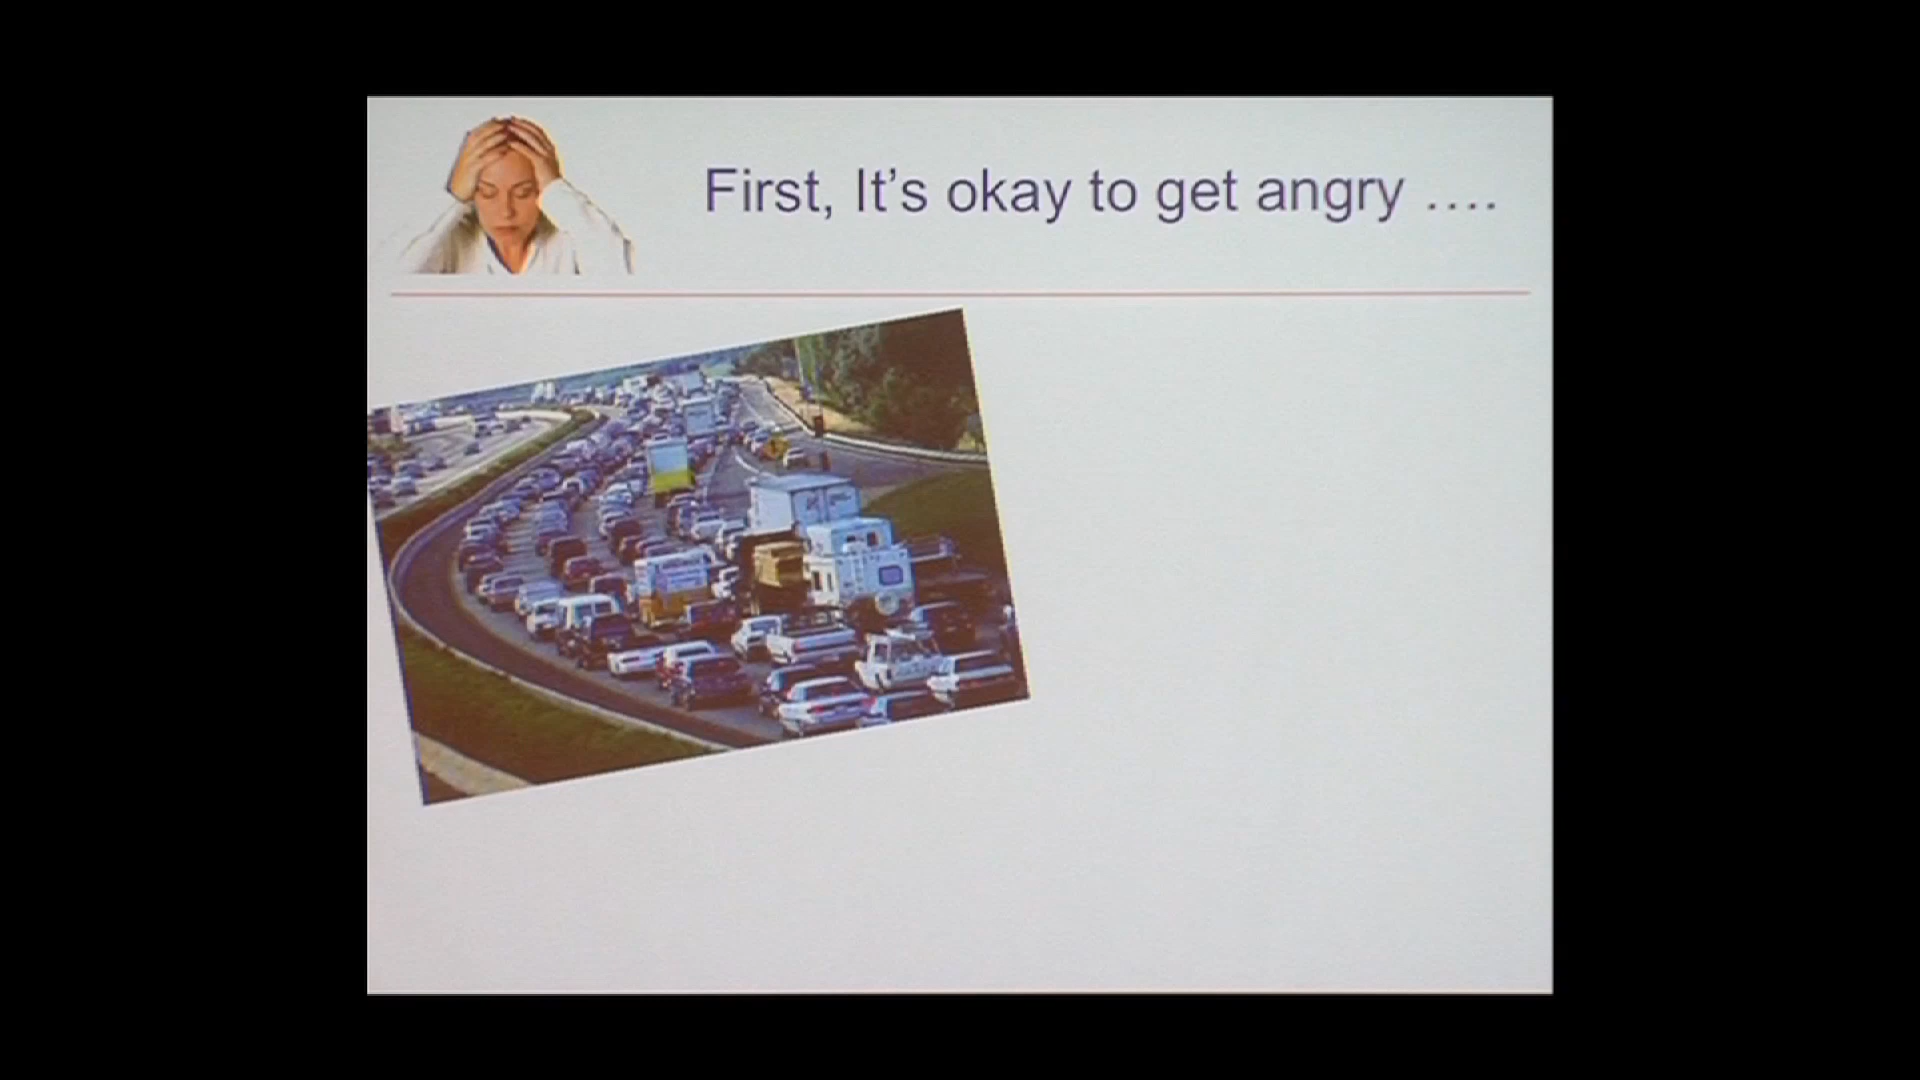 First, It's okay to get angry ....